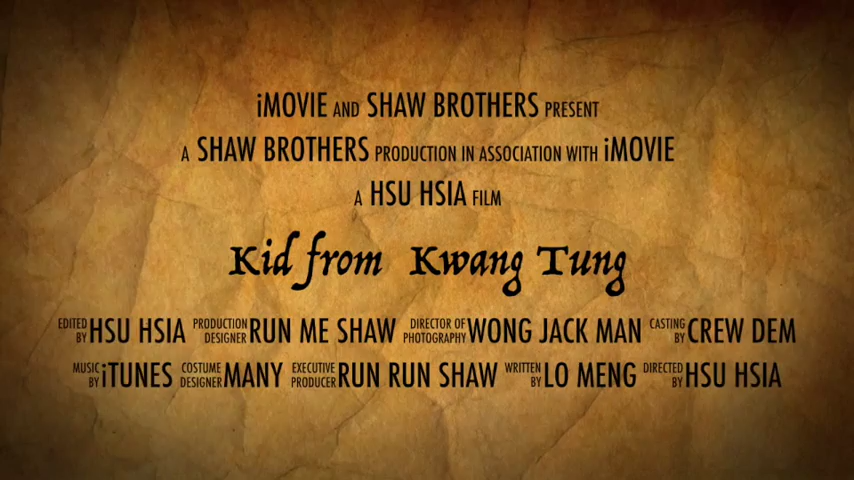 iMOVIE AND SHAW BROTHERS PRESENT
A SHAW BROTHERS PRODUCTION IN ASSOCIATION WITH iMOVIE
A HSU HSIA FILM
Kid from Kwang Tung
EDITED BY HSU HSIA PRODUCTION DESIGNER RUN ME SHAW DIRECTOR OF PHOTOGRAPHY WONG JACK MAN CASTING BY CREW DEM
MUSIC BY iTUNES COSTUME DESIGNER MANY EXECUTIVE PRODUCER RUN RUN SHAW WRITTEN BY LO MENG DIRECTED BY HSU HSIA